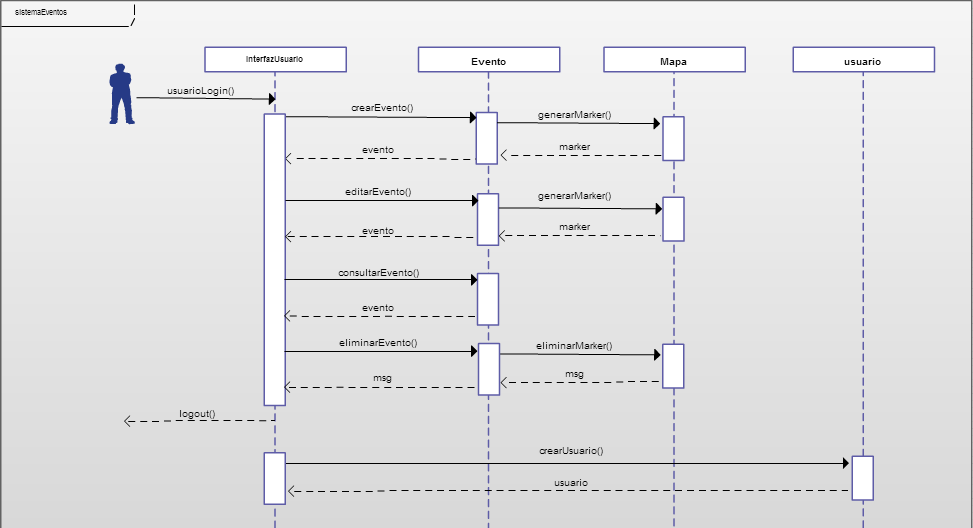 sistemaEventos
InterfazUsuario
Evento
Mapa
usuario
usuarioLogin()
crearEvento()
generarMarker()
evento
marker
editarEvento()
generarMarker()
evento
marker
consultarEvento()
evento
eliminarEvento()
eliminarMarker()
msg
msg
logout()
crearUsuario()
usuario